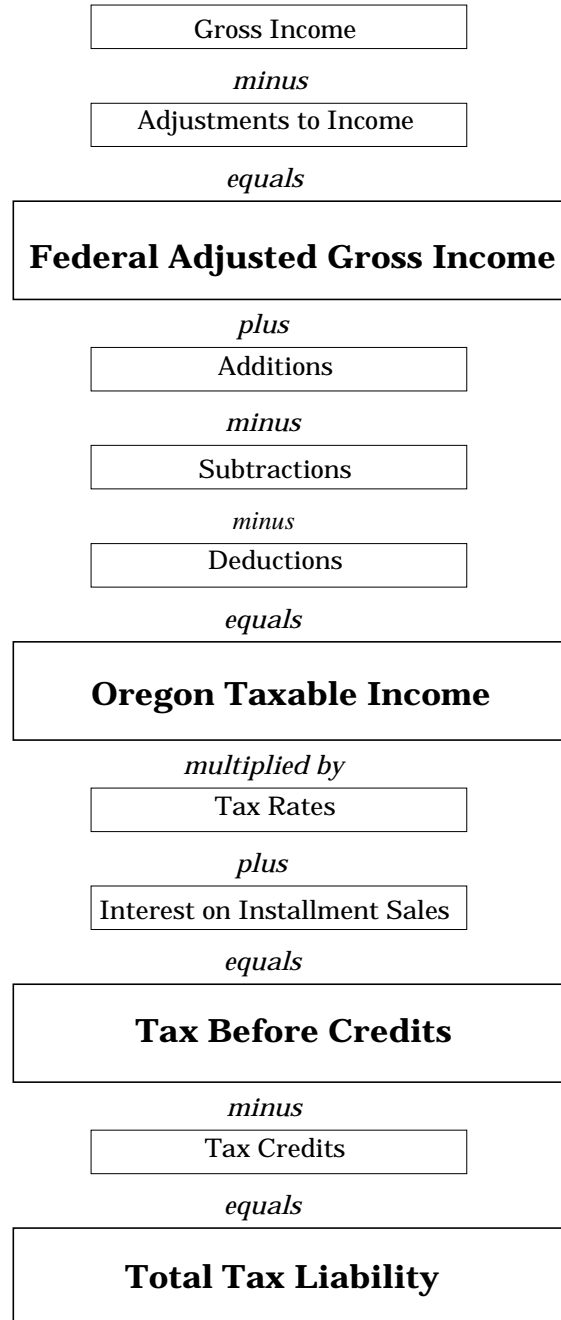 Gross Income
minus
Adjustments to Income
equals
Federal Adjusted Gross Income
plus
Additions
minus
Subtractions
minus
Deductions
equals
Oregon Taxable Income
multiplied by
Tax Rates
plus
Interest on Installment Sales
equals
Tax Before Credits
minus
Tax Credits
equals
Total Tax Liability